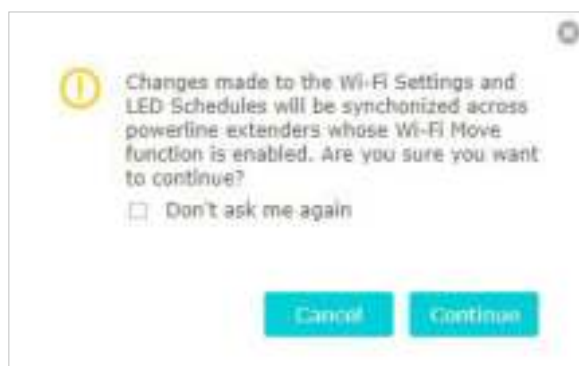 Changes made to the Wi-Fi Settings and
LED Schedules will be synchonized across
powerline extenders whose Wi-Fi Move
function is enabled. Are you sure you want
to continue?
Don't ask me again
Cancel Continue